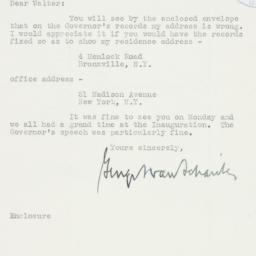 Dear Walter:
You will see by the enclosed envelope
that on the Governor's records my address is wrong.
I would appreciate it if you would have the records
fixed so as to show my residence address -
4 Hemlock Road
Bronxville, N.Y.
office address -
21 Madison Avenue
New York, N.Y.
It was fine to see you on Monday and
we all had a grand time at the Inauguration. The
Governor's speech was particularly fine.
Yours sincerely,
Enclosure